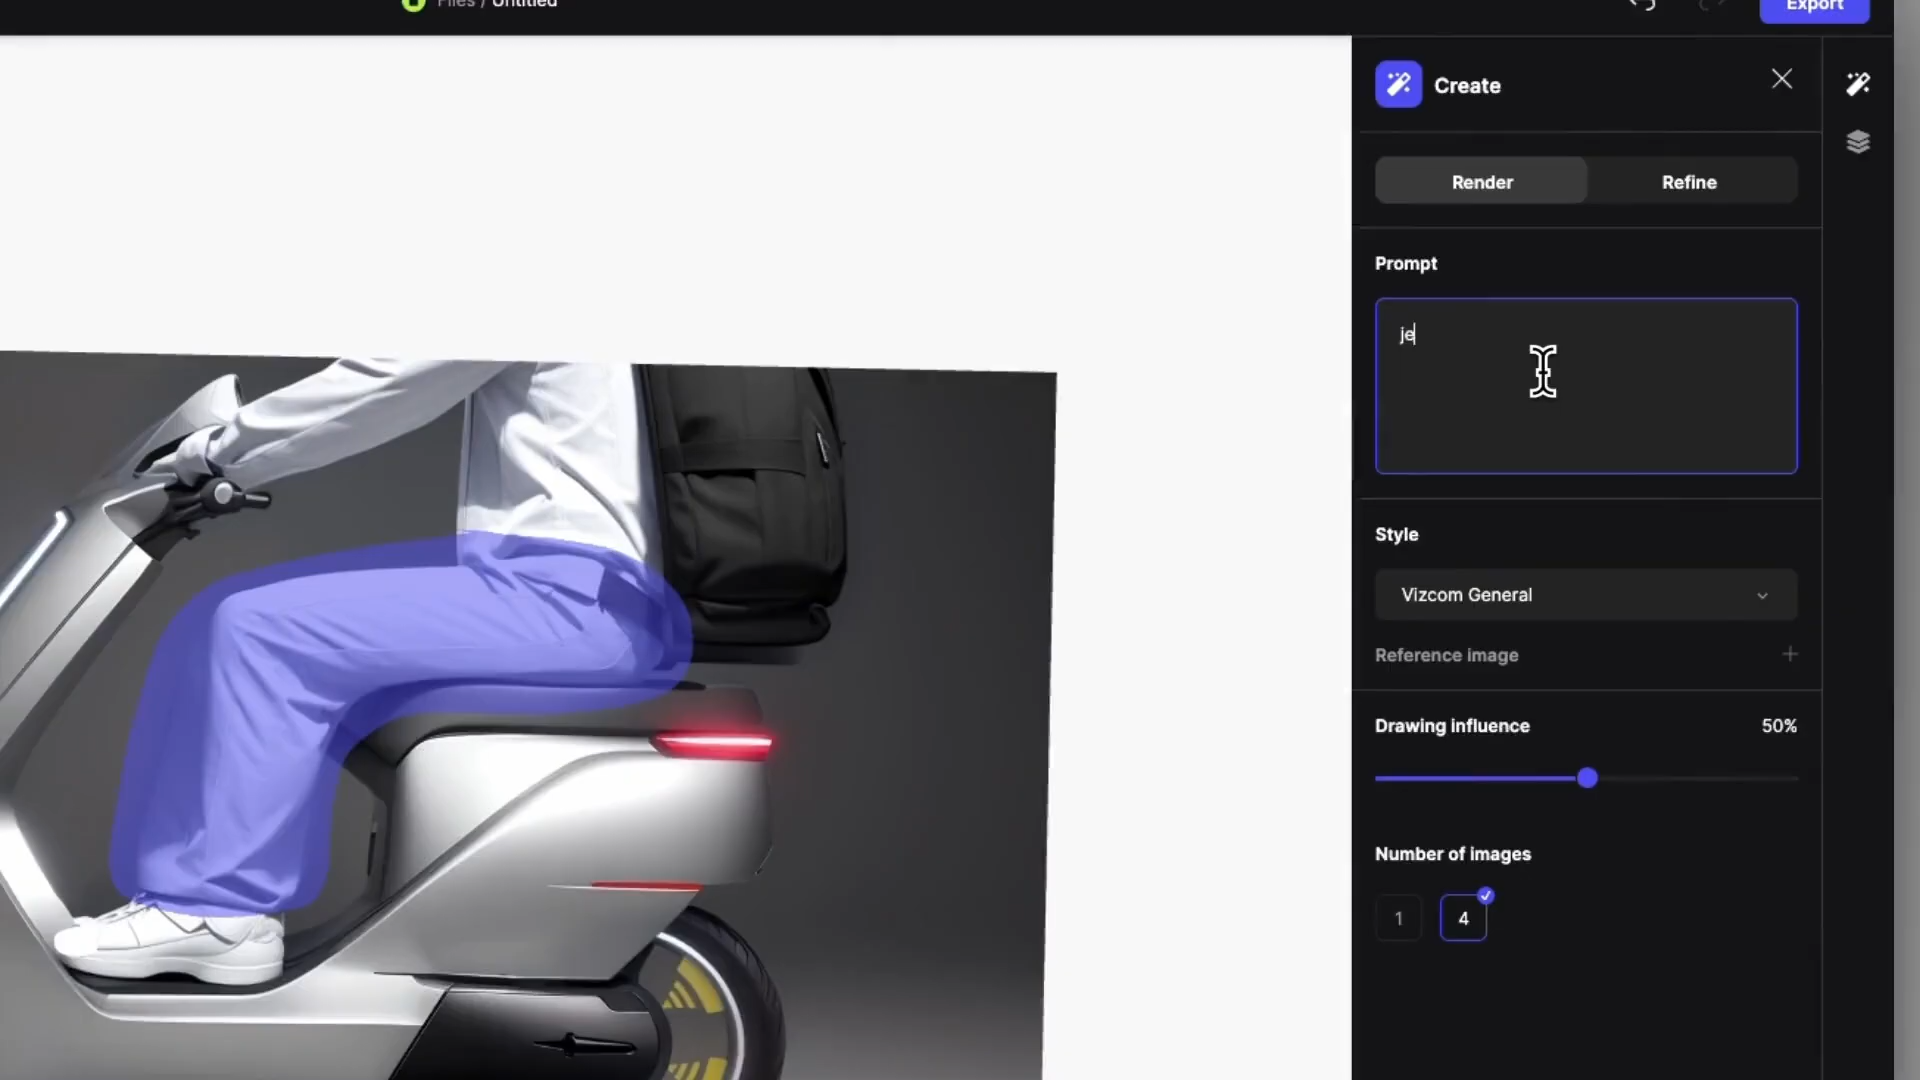 Files / Untitled
Export
Create
Render
Refine
Prompt
je
Style
Vizcom General
Reference image
Drawing influence
50%
Number of images
1
4